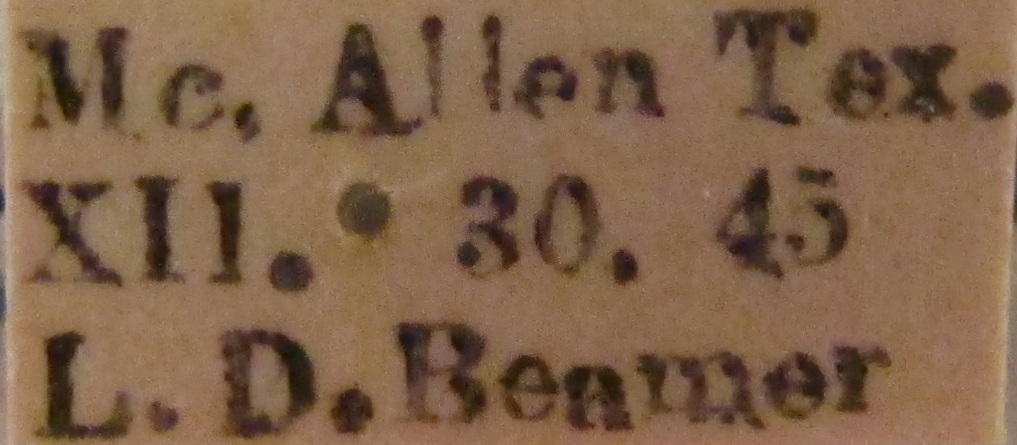 Mc. Allen Tex.
XII. 30. 45
L. D. Beamer